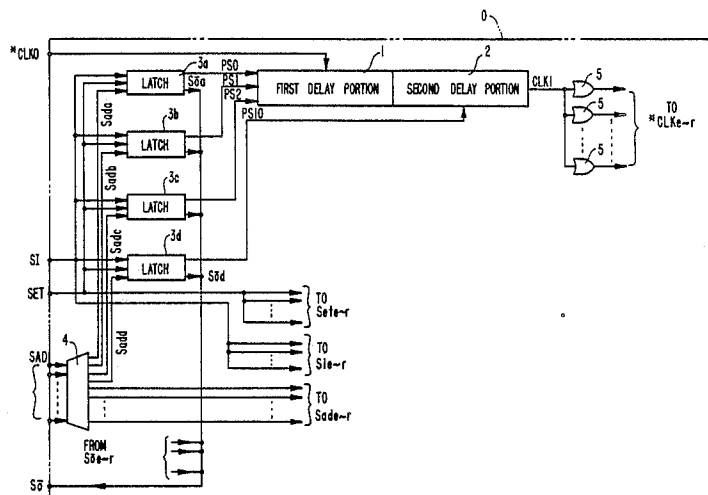 0
*CLK0
3a
PS0
LATCH
Sōa
PS1
PS2
1
2
FIRST DELAY PORTION
SECOND DELAY PORTION
CLK1
5
5
5
TO
*CLKe~r
Sada
3b
LATCH
PS10
Sadb
3c
LATCH
Sadc
3d
LATCH
SI
Sōd
SET
Sadd
TO
Sete~r
TO
SIe~r
SAD
4
TO
Sade~r
FROM
Sōe~r
Sō